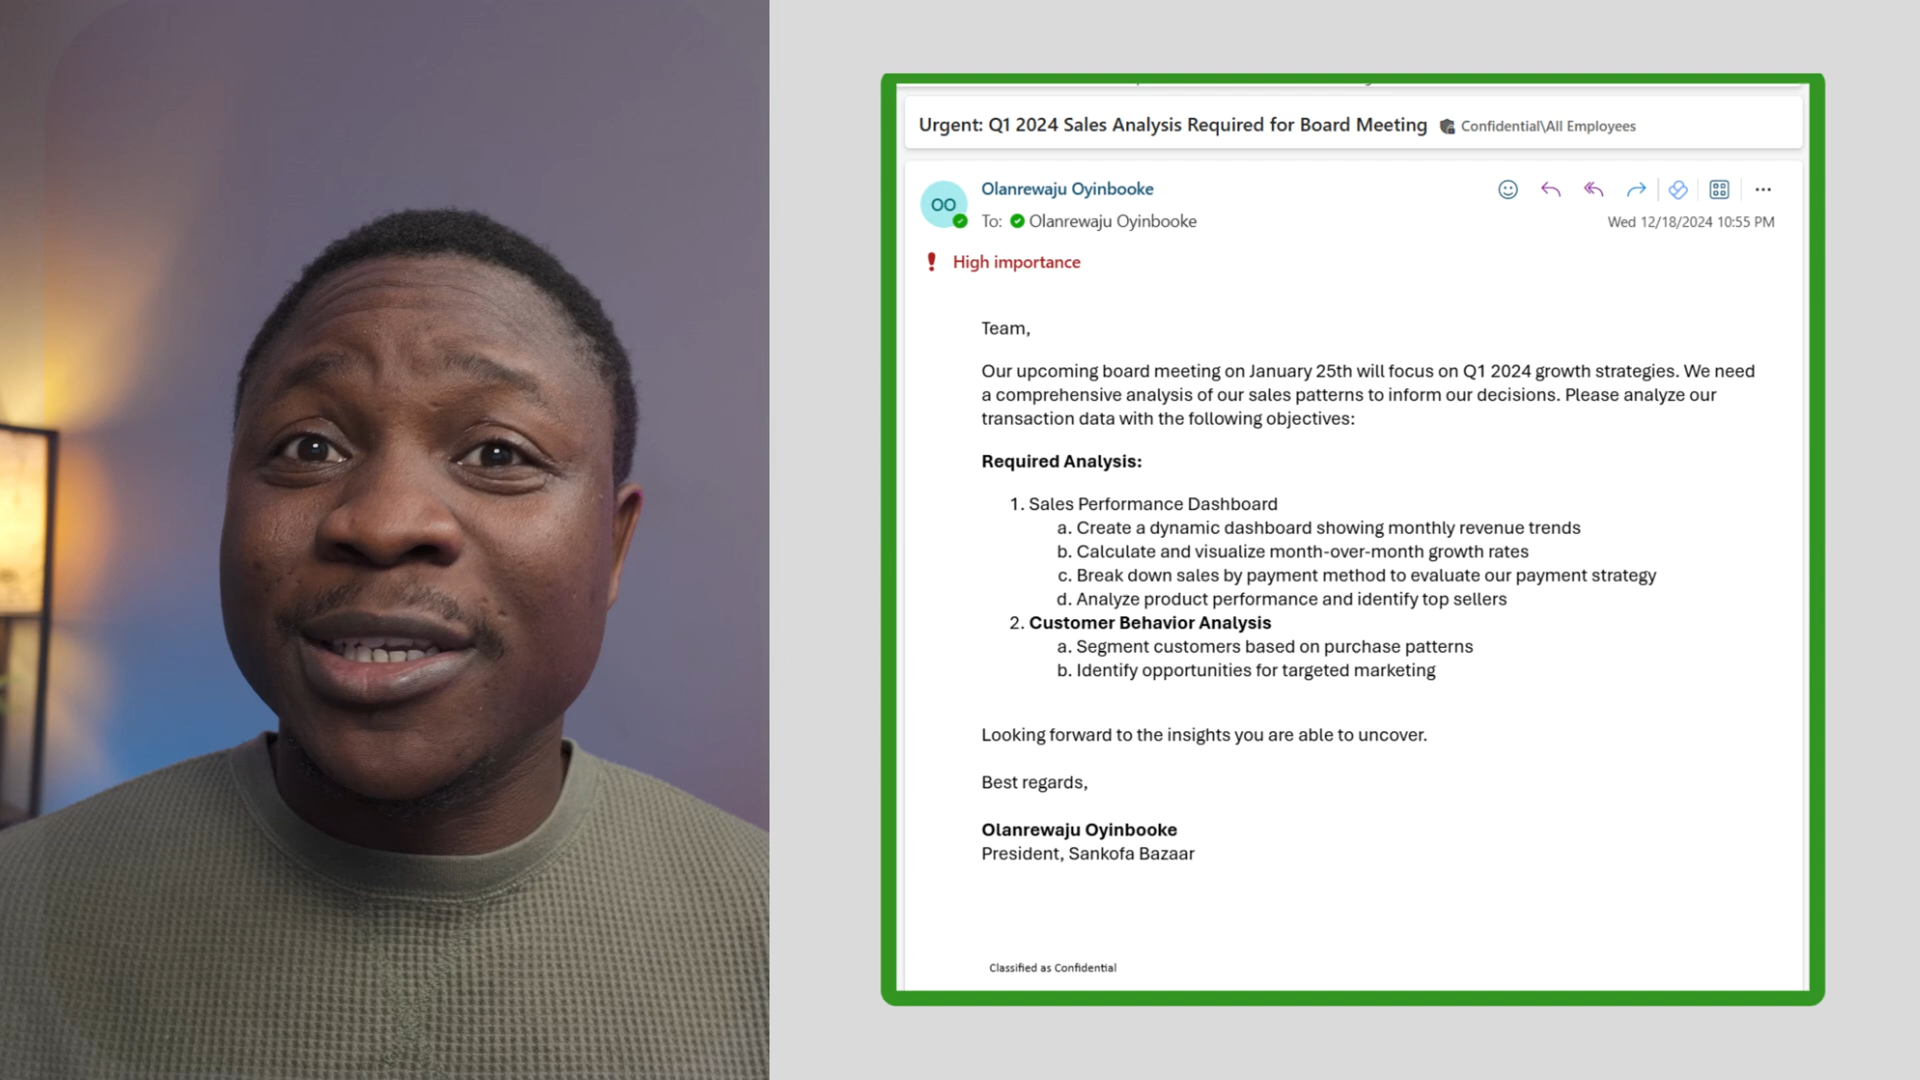 Urgent: Q1 2024 Sales Analysis Required for Board Meeting Confidential\All Employees
OO
Olanrewaju Oyinbooke
To: Olanrewaju Oyinbooke
Wed 12/18/2024 10:55 PM
High importance
Team,
Our upcoming board meeting on January 25th will focus on Q1 2024 growth strategies. We need
a comprehensive analysis of our sales patterns to inform our decisions. Please analyze our
transaction data with the following objectives:
Required Analysis:
1. Sales Performance Dashboard
a. Create a dynamic dashboard showing monthly revenue trends
b. Calculate and visualize month-over-month growth rates
c. Break down sales by payment method to evaluate our payment strategy
d. Analyze product performance and identify top sellers
2. Customer Behavior Analysis
a. Segment customers based on purchase patterns
b. Identify opportunities for targeted marketing
Looking forward to the insights you are able to uncover.
Best regards,
Olanrewaju Oyinbooke
President, Sankofa Bazaar
Classified as Confidential